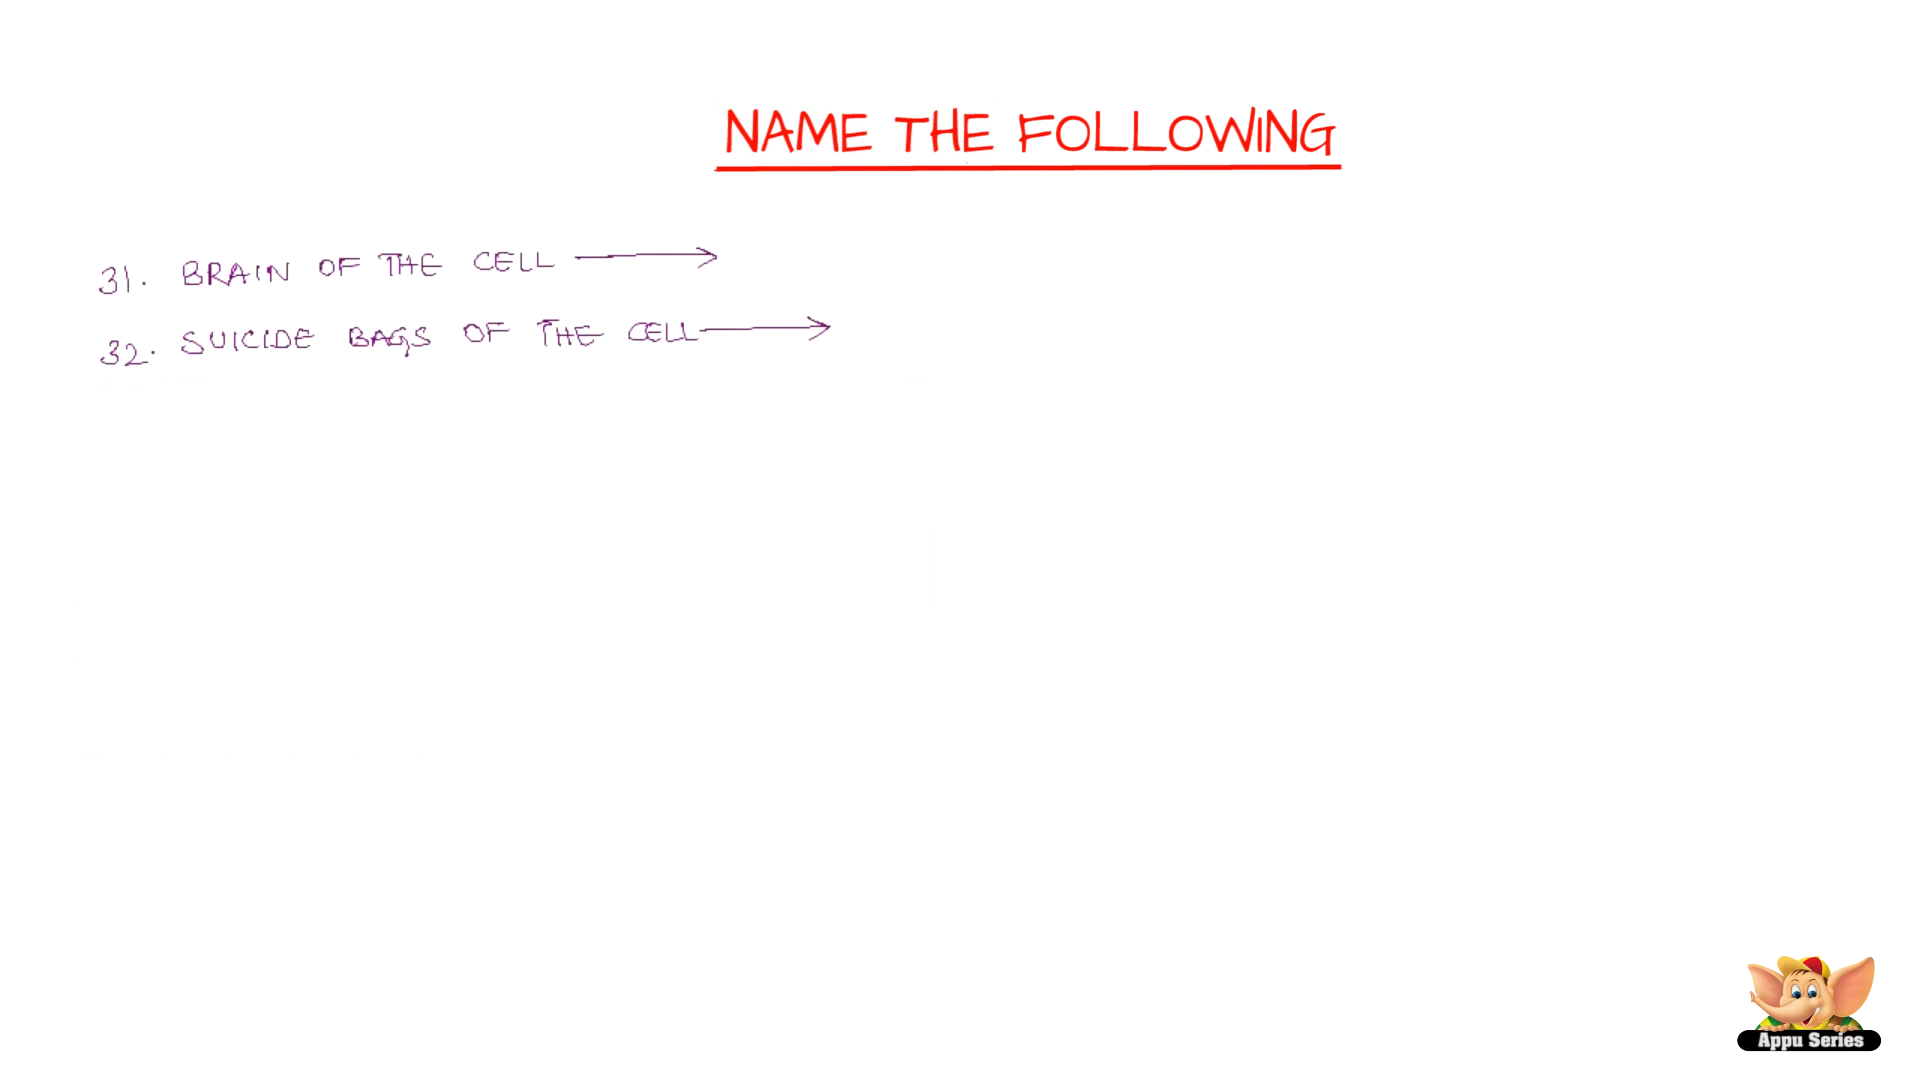 NAME THE FOLLOWING
31. BRAIN OF THE CELL
32. SUICIDE BAGS OF THE CELL
Appu Series